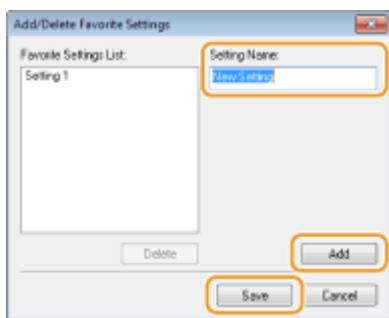 Add/Delete Favorite Settings
Favorite Settings List:
Setting Name:
Setting 1
New Setting
Delete
Add
Save
Cancel